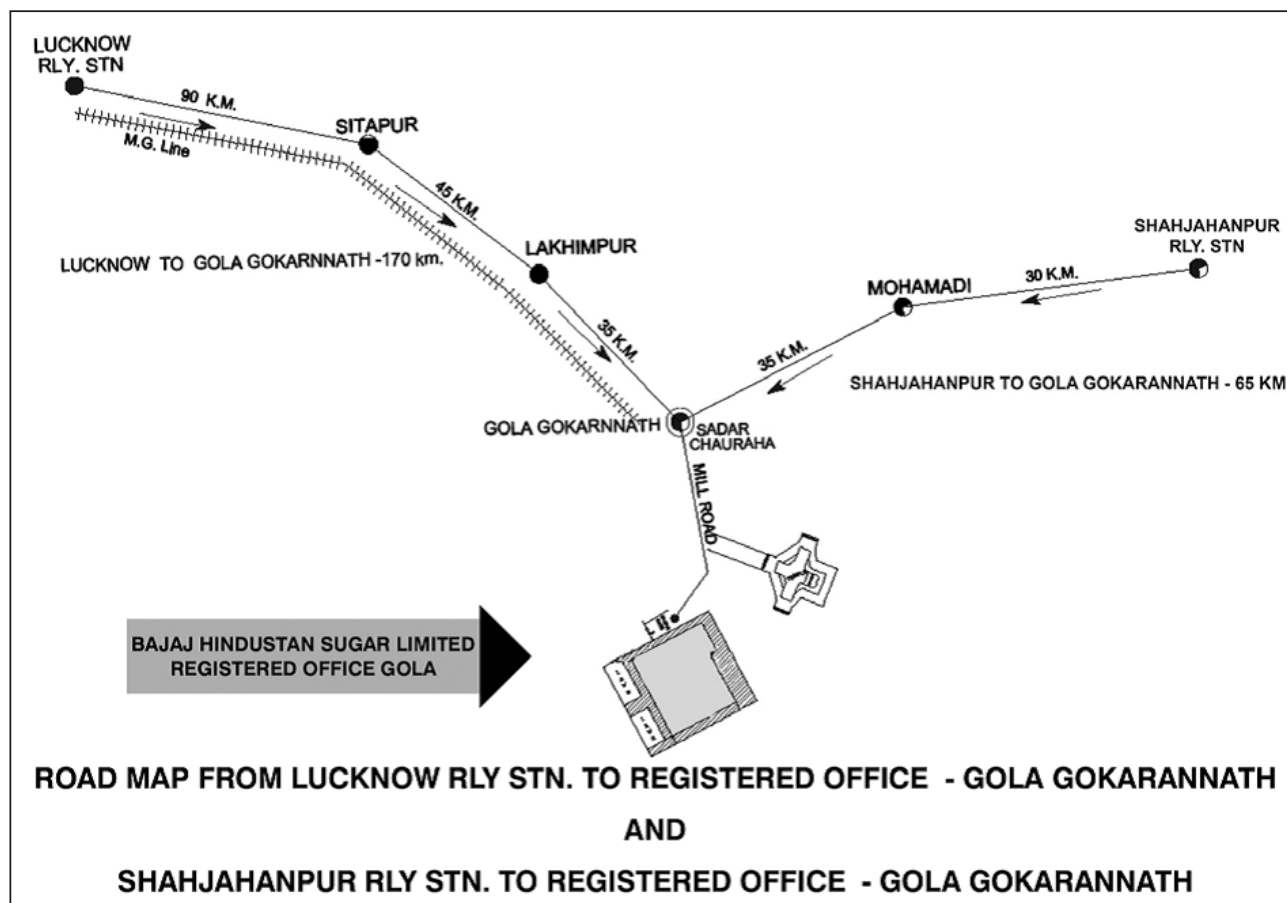 LUCKNOW
RLY. STN
90 K.M.
M.G. Line
SITAPUR
45 K.M.
LUCKNOW TO GOLA GOKARNNATH -170 km.
LAKHIMPUR
35 K.M.
SHAHJAHANPUR
RLY. STN
30 K.M.
MOHAMADI
35 K.M.
SHAHJAHANPUR TO GOLA GOKARANNATH - 65 KM
GOLA GOKARNNATH
SADAR
CHAURAHA
MILL ROAD
BAJAJ HINDUSTAN SUGAR LIMITED
REGISTERED OFFICE GOLA
ROAD MAP FROM LUCKNOW RLY STN. TO REGISTERED OFFICE - GOLA GOKARANNATH
AND
SHAHJAHANPUR RLY STN. TO REGISTERED OFFICE - GOLA GOKARANNATH